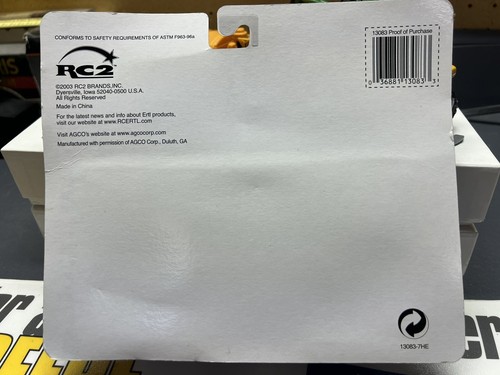 CONFORMS TO SAFETY REQUIREMENTS OF ASTM F963-96a
RC2™
©2003 RC2 BRANDS,INC.
Dyersville, Iowa 52040-0500 U.S.A.
All Rights Reserved
Made in China
For the latest news and info about Ertl products,
visit our website at www.RCERTL.com
Visit AGCO's website at www.agcocorp.com
Manufactured with permission of AGCO Corp., Duluth, GA
13083 Proof of Purchase
0 36881 13083 3
13083-7HE